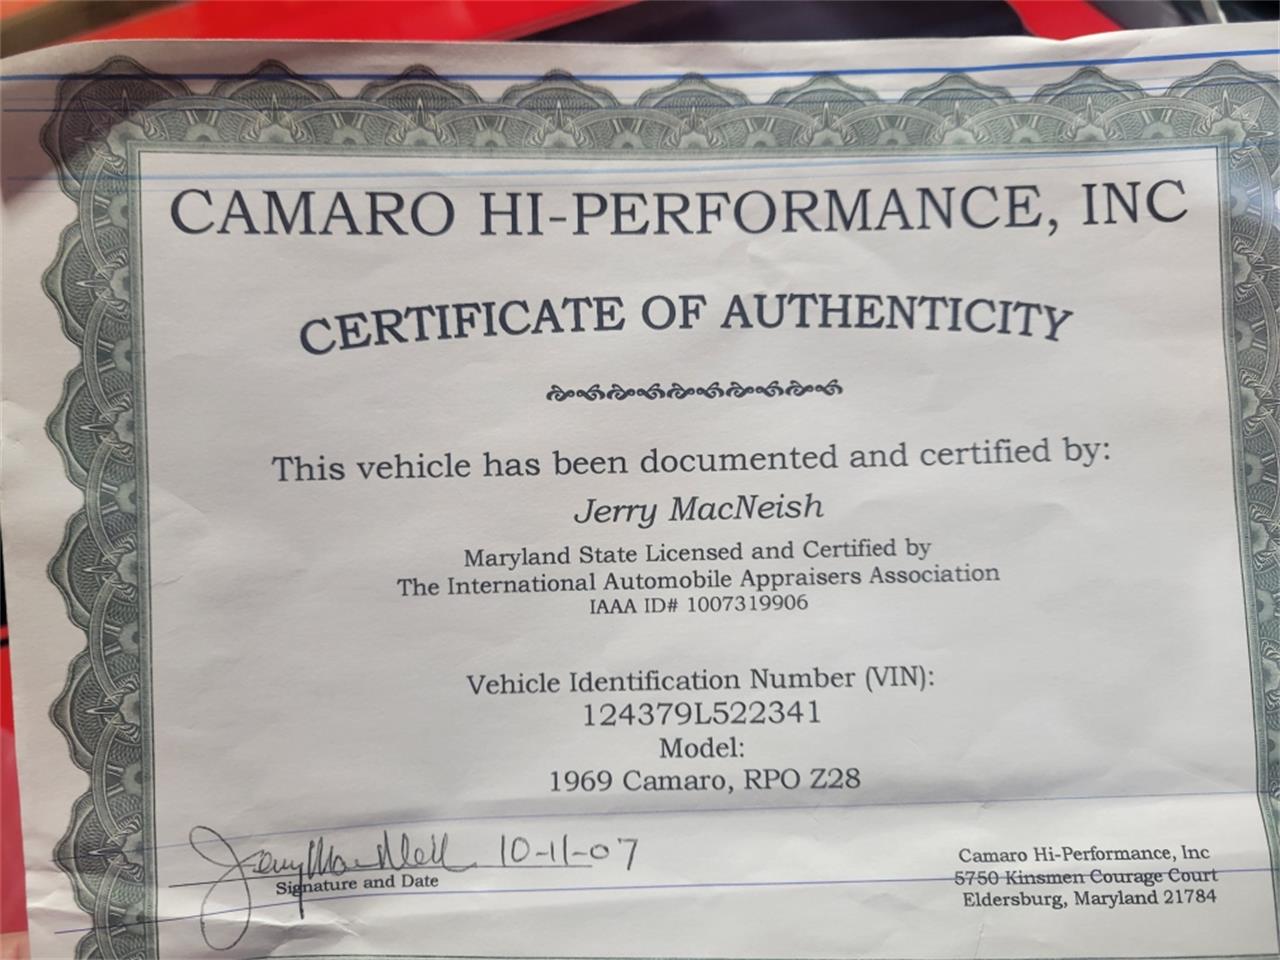 CAMARO HI-PERFORMANCE, INC
CERTIFICATE OF AUTHENTICITY
This vehicle has been documented and certified by:
Jerry MacNeish
Maryland State Licensed and Certified by
The International Automobile Appraisers Association
IAAA ID# 1007319906
Vehicle Identification Number (VIN):
124379L522341
Model:
1969 Camaro, RPO Z28
Jerry MacNeish 10-11-07
Signature and Date
Camaro Hi-Performance, Inc
5750 Kinsmen Courage Court
Eldersburg, Maryland 21784